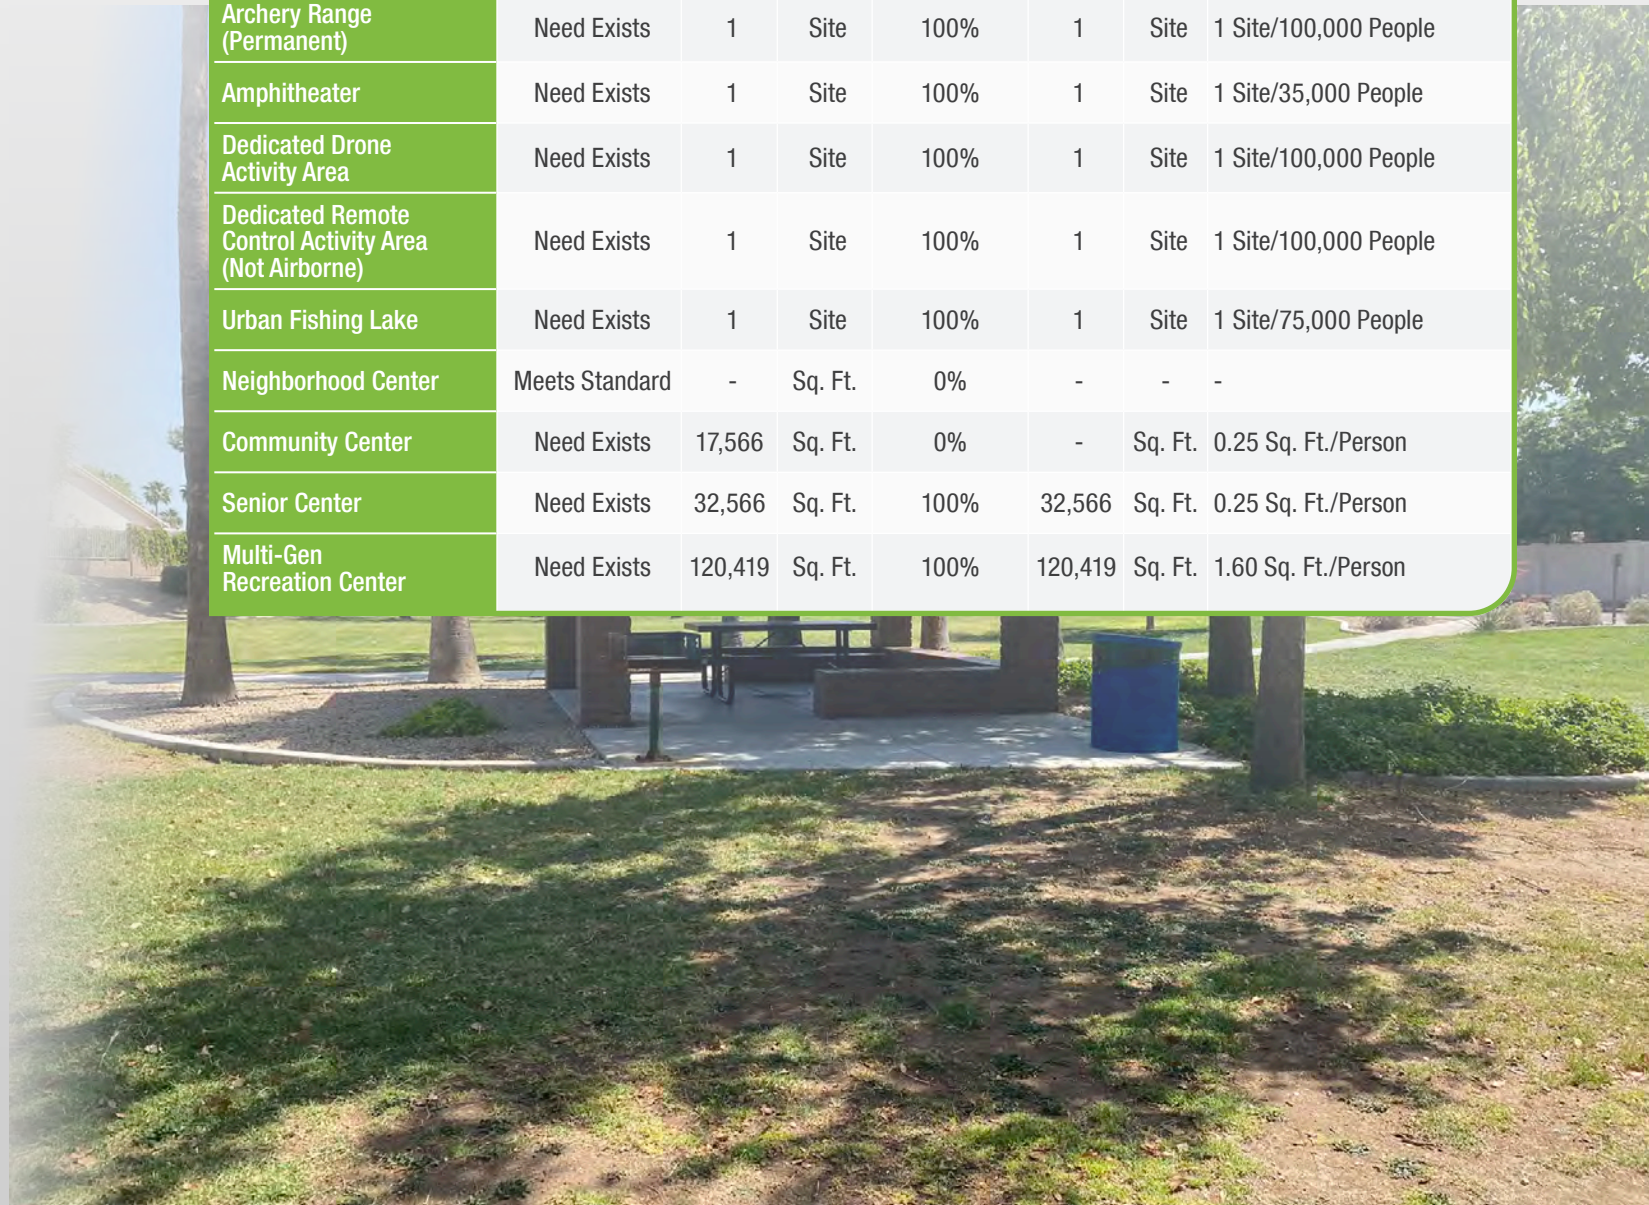 Archery Range
(Permanent)
Need Exists 1 Site 100% 1 Site 1 Site/100,000 People
Amphitheater Need Exists 1 Site 100% 1 Site 1 Site/35,000 People
Dedicated Drone
Activity Area
Need Exists 1 Site 100% 1 Site 1 Site/100,000 People
Dedicated Remote
Control Activity Area
(Not Airborne)
Need Exists 1 Site 100% 1 Site 1 Site/100,000 People
Urban Fishing Lake Need Exists 1 Site 100% 1 Site 1 Site/75,000 People
Neighborhood Center Meets Standard - Sq. Ft. 0% - - -
Community Center Need Exists 17,566 Sq. Ft. 0% - Sq. Ft. 0.25 Sq. Ft./Person
Senior Center Need Exists 32,566 Sq. Ft. 100% 32,566 Sq. Ft. 0.25 Sq. Ft./Person
Multi-Gen
Recreation Center
Need Exists 120,419 Sq. Ft. 100% 120,419 Sq. Ft. 1.60 Sq. Ft./Person